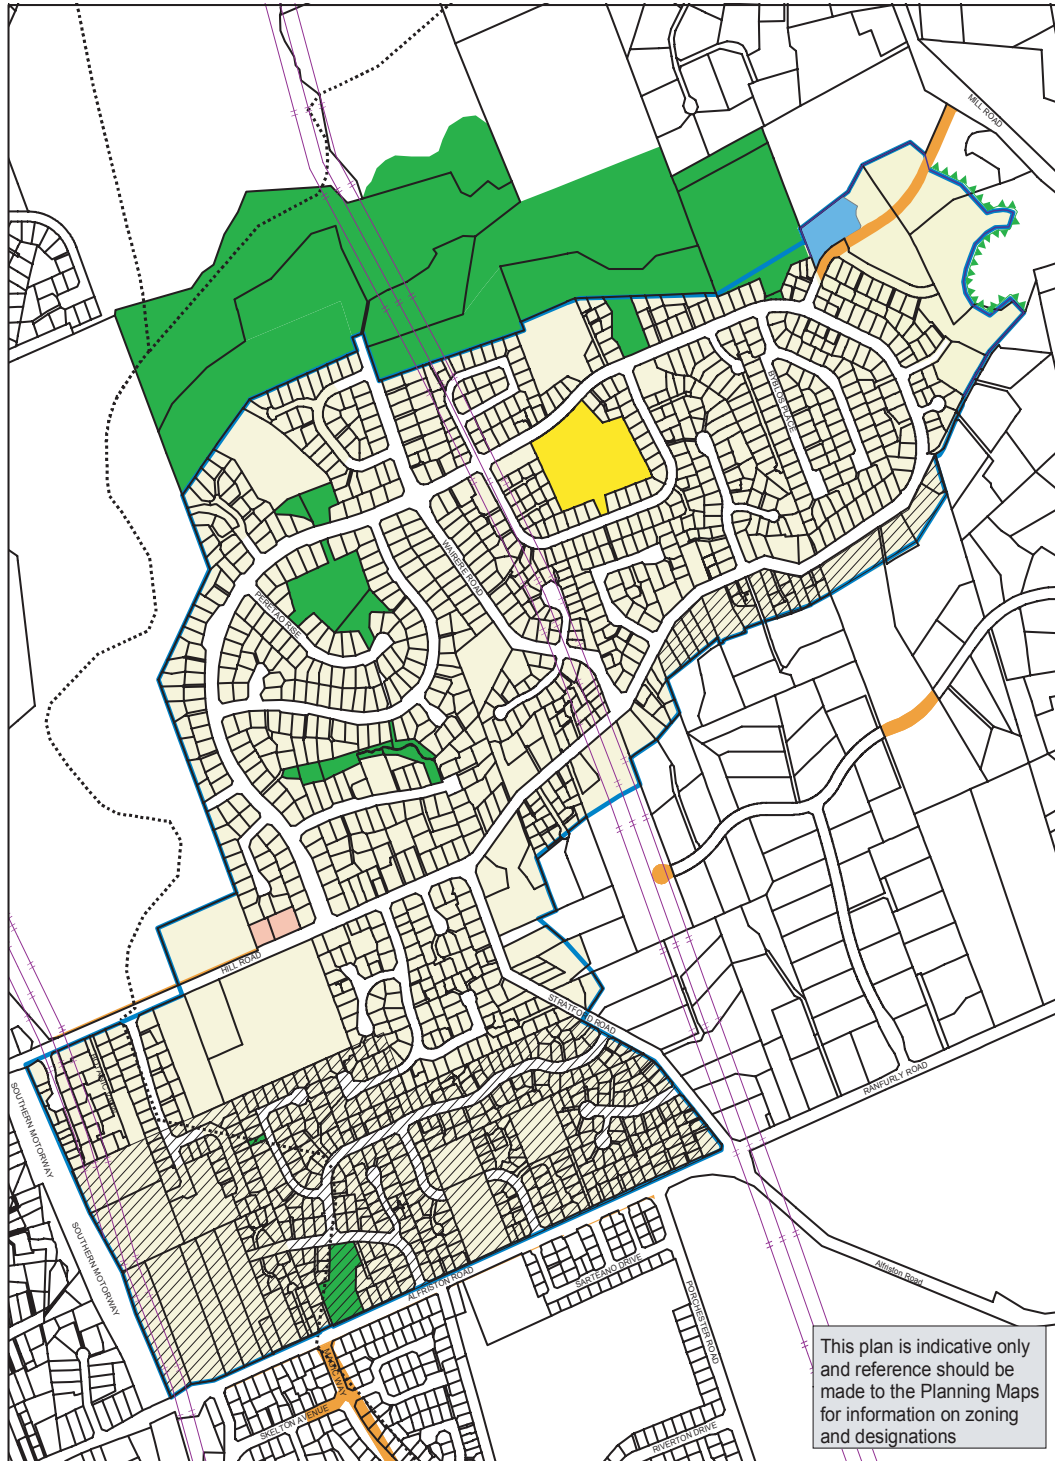 MILL ROAD
BYBLOS PLACE
WAIRERE ROAD
PERETAO RISE
HILL ROAD
STRATFORD ROAD
RANFURLY ROAD
SOUTHERN MOTORWAY
SOUTHERN MOTORWAY
ALFRISTON ROAD
SARTEANO DRIVE
Alfriston Road
PORCHESTER ROAD
SKELTON AVENUE
RIVERTON DRIVE
This plan is indicative only
and reference should be
made to the Planning Maps
for information on zoning
and designations